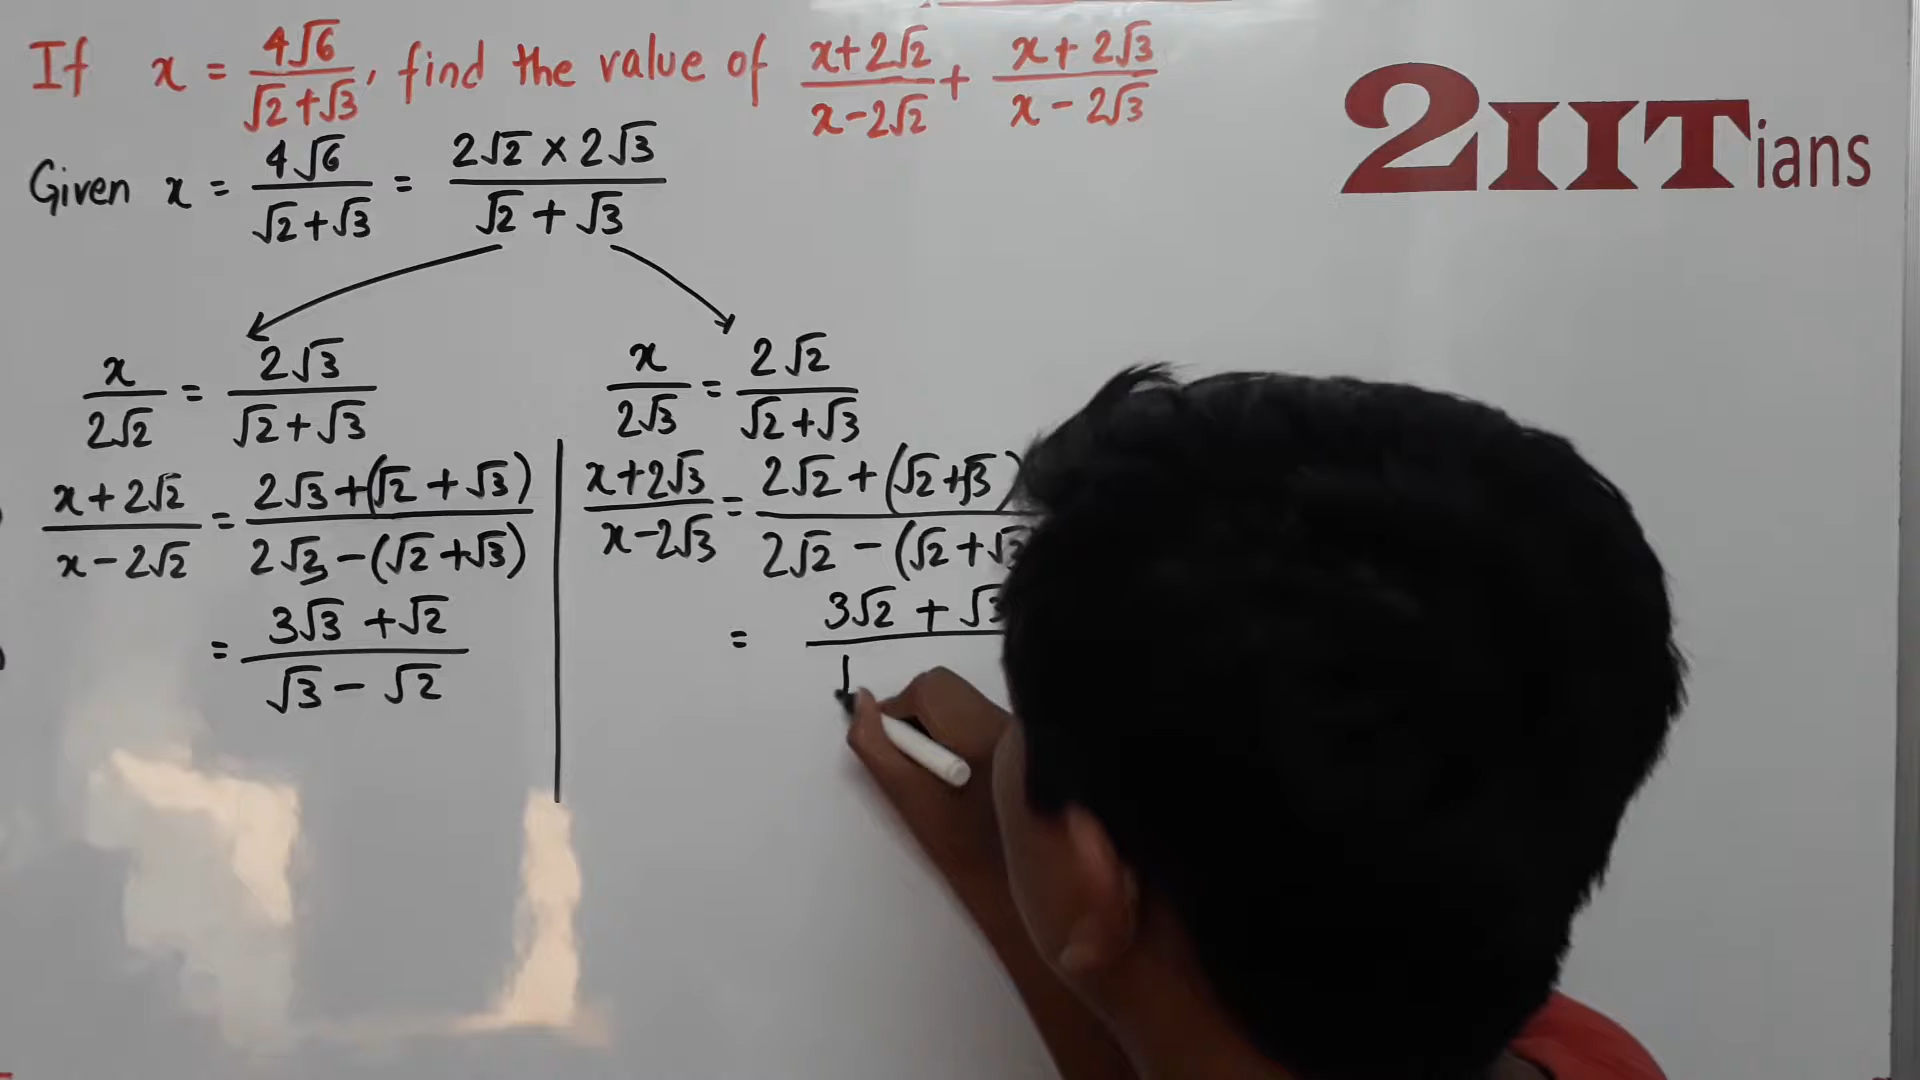 If x = 4√6/(√2+√3), find the value of (x+2√2)/(x-2√2) + (x+2√3)/(x-2√3)
2IITians
Given x = 4√6/(√2+√3) = (2√2 × 2√3)/(√2+√3)
x/(2√2) = 2√3/(√2+√3)
(x+2√2)/(x-2√2) = (2√3+(√2+√3))/(2√3-(√2+√3))
= (3√3+√2)/(√3-√2)
x/(2√3) = 2√2/(√2+√3)
(x+2√3)/(x-2√3) = (2√2+(√2+√3))/(2√2-(√2+√3
= 3√2+√3